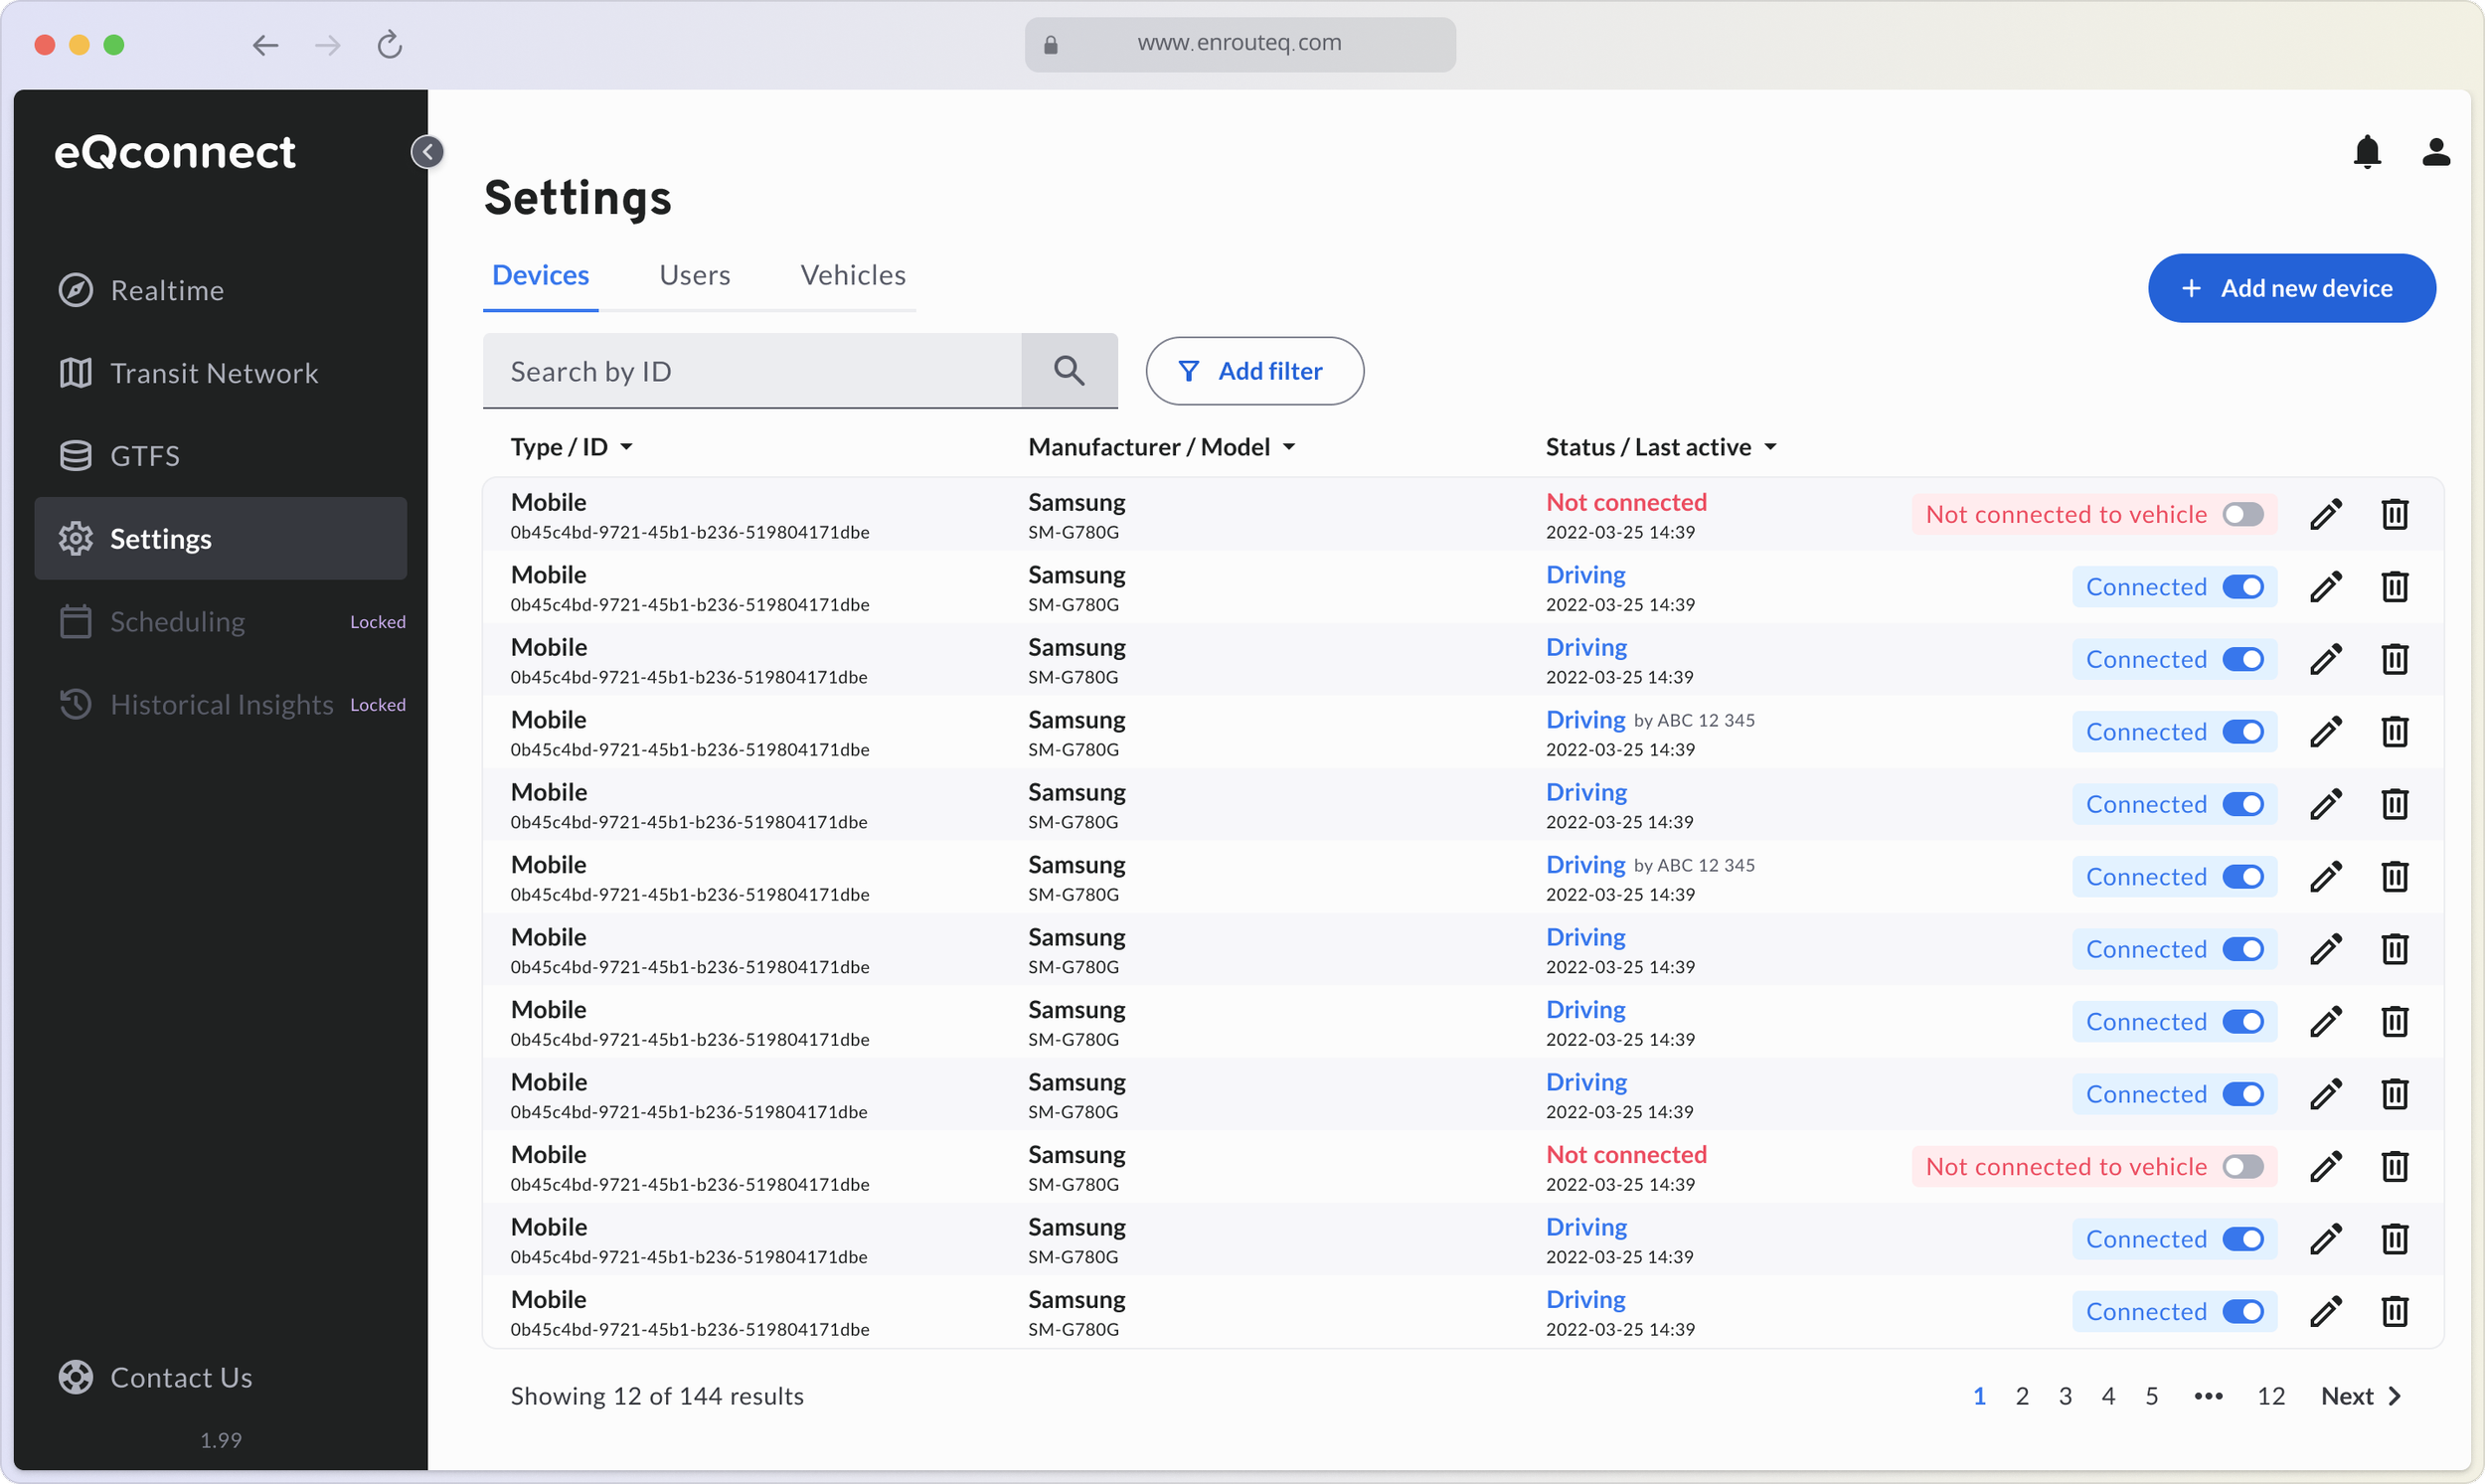 www.enrouteq.com
eQconnect
Settings
Realtime
Transit Network
GTFS
Settings
Scheduling Locked
Historical Insights Locked
Contact Us
1.99
Devices Users Vehicles
+ Add new device
Search by ID
Add filter
Type / ID Manufacturer / Model Status / Last active
Mobile Samsung Not connected Not connected to vehicle
0b45c4bd-9721-45b1-b236-519804171dbe SM-G780G 2022-03-25 14:39
Mobile Samsung Driving Connected
0b45c4bd-9721-45b1-b236-519804171dbe SM-G780G 2022-03-25 14:39
Mobile Samsung Driving Connected
0b45c4bd-9721-45b1-b236-519804171dbe SM-G780G 2022-03-25 14:39
Mobile Samsung Driving by ABC 12 345 Connected
0b45c4bd-9721-45b1-b236-519804171dbe SM-G780G 2022-03-25 14:39
Mobile Samsung Driving Connected
0b45c4bd-9721-45b1-b236-519804171dbe SM-G780G 2022-03-25 14:39
Mobile Samsung Driving by ABC 12 345 Connected
0b45c4bd-9721-45b1-b236-519804171dbe SM-G780G 2022-03-25 14:39
Mobile Samsung Driving Connected
0b45c4bd-9721-45b1-b236-519804171dbe SM-G780G 2022-03-25 14:39
Mobile Samsung Driving Connected
0b45c4bd-9721-45b1-b236-519804171dbe SM-G780G 2022-03-25 14:39
Mobile Samsung Driving Connected
0b45c4bd-9721-45b1-b236-519804171dbe SM-G780G 2022-03-25 14:39
Mobile Samsung Not connected Not connected to vehicle
0b45c4bd-9721-45b1-b236-519804171dbe SM-G780G 2022-03-25 14:39
Mobile Samsung Driving Connected
0b45c4bd-9721-45b1-b236-519804171dbe SM-G780G 2022-03-25 14:39
Mobile Samsung Driving Connected
0b45c4bd-9721-45b1-b236-519804171dbe SM-G780G 2022-03-25 14:39
Showing 12 of 144 results 1 2 3 4 5 ••• 12 Next